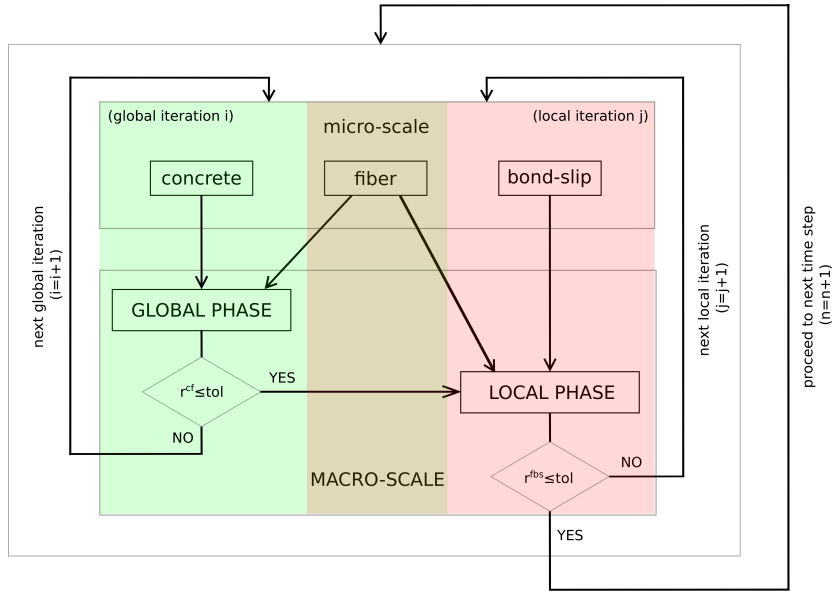 (global iteration i)
micro-scale
(local iteration j)
concrete
fiber
bond-slip
next global iteration
(i=i+1)
GLOBAL PHASE
next local iteration
(j=j+1)
proceed to next time step
(n=n+1)
r^cf≤tol
YES
LOCAL PHASE
NO
MACRO-SCALE
r^fbs≤tol
NO
YES